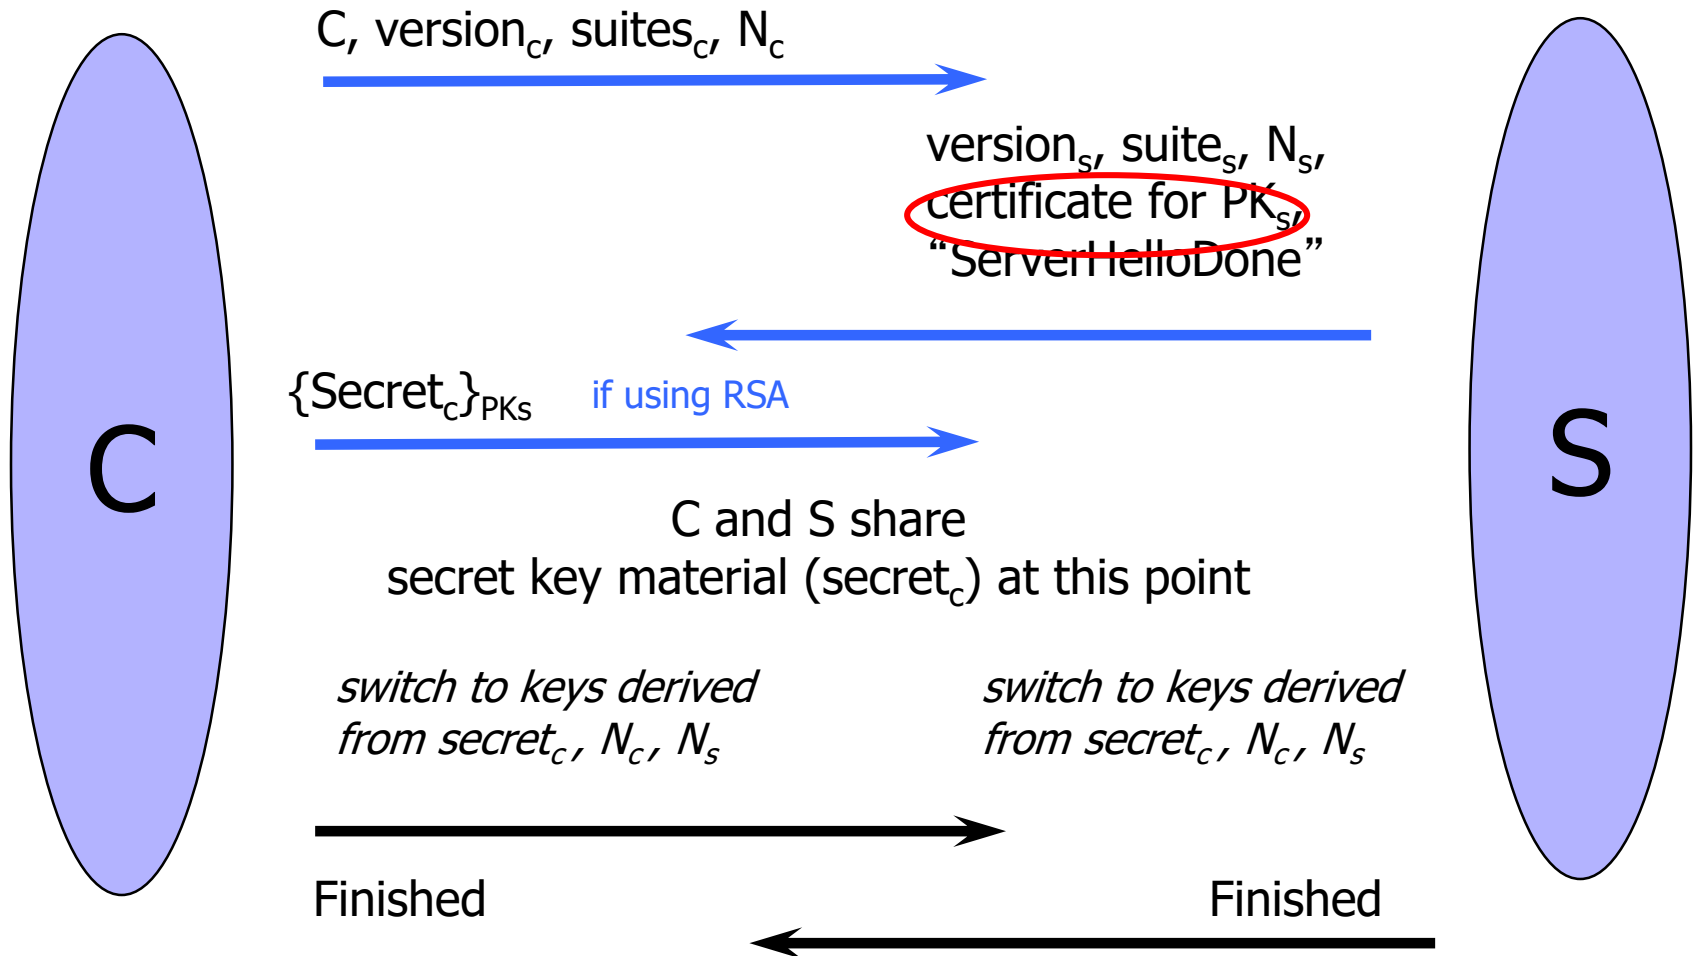 C, version_c, suites_c, N_c
version_s, suite_s, N_s,
certificate for PK_s,
“ServerHelloDone”
{Secret_c}_PKs if using RSA
C
S
C and S share
secret key material (secret_c) at this point
switch to keys derived
from secret_c, N_c, N_s
switch to keys derived
from secret_c, N_c, N_s
Finished
Finished